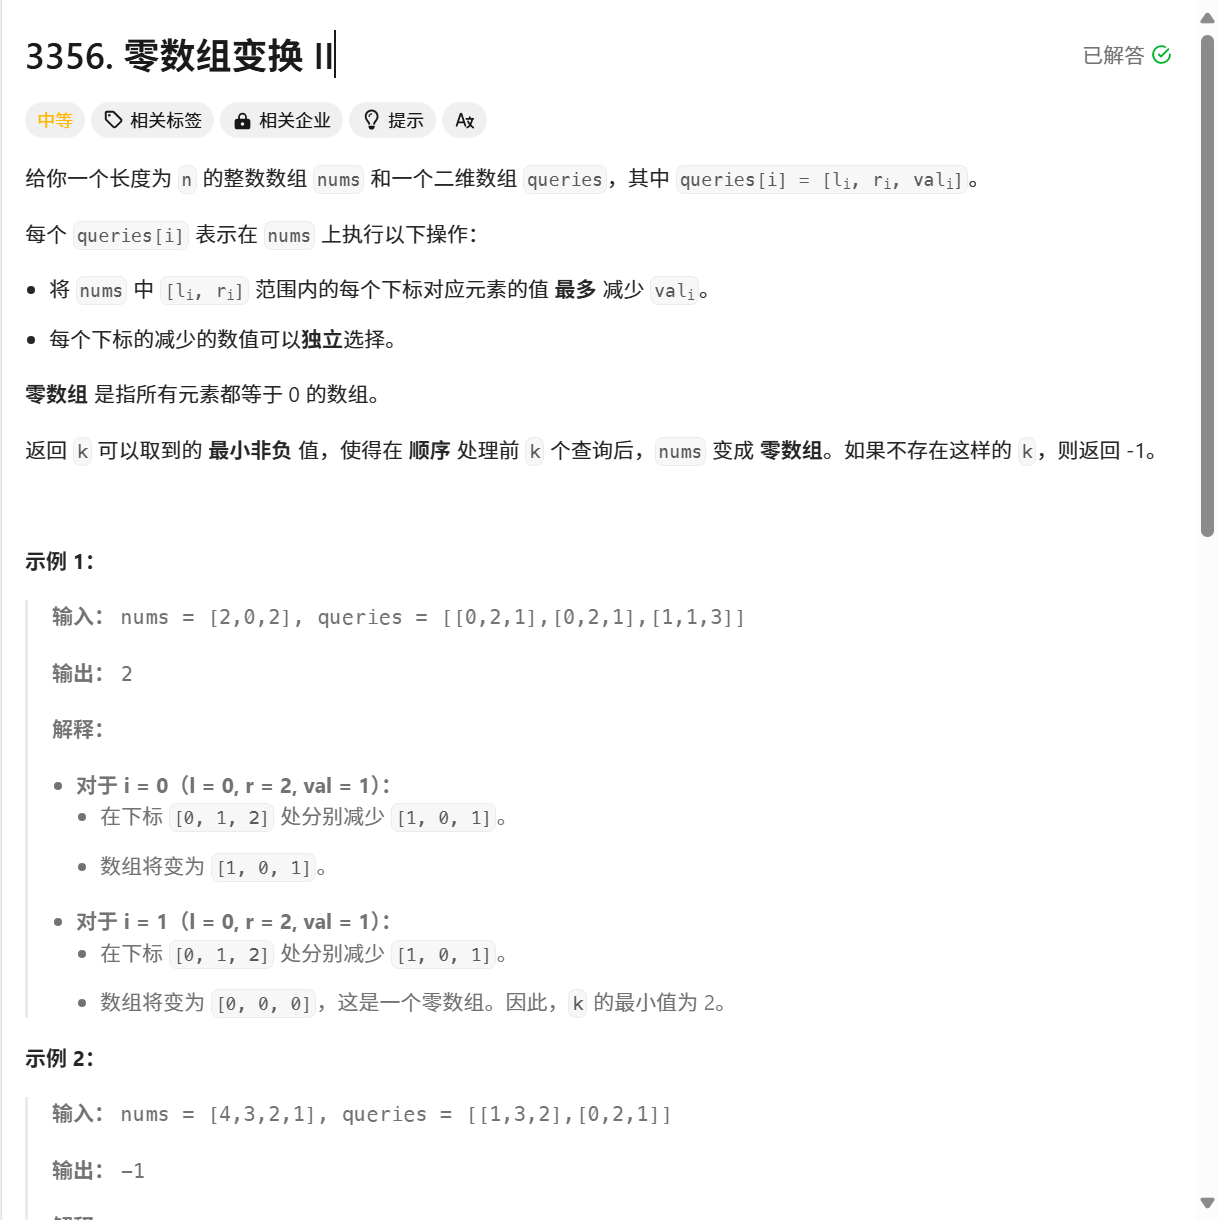 3356. 零数组变换 II
已解答
中等 相关标签 相关企业 提示
给你一个长度为 n 的整数数组 nums 和一个二维数组 queries，其中 queries[i] = [lᵢ, rᵢ, valᵢ]。
每个 queries[i] 表示在 nums 上执行以下操作：
将 nums 中 [lᵢ, rᵢ] 范围内的每个下标对应元素的值 最多 减少 valᵢ。
每个下标的减少的数值可以独立选择。
零数组 是指所有元素都等于 0 的数组。
返回 k 可以取到的 最小非负 值，使得在 顺序 处理前 k 个查询后，nums 变成 零数组。如果不存在这样的 k，则返回 -1。
示例 1：
输入： nums = [2,0,2], queries = [[0,2,1],[0,2,1],[1,1,3]]
输出： 2
解释：
对于 i = 0（l = 0, r = 2, val = 1）：
在下标 [0, 1, 2] 处分别减少 [1, 0, 1]。
数组将变为 [1, 0, 1]。
对于 i = 1（l = 0, r = 2, val = 1）：
在下标 [0, 1, 2] 处分别减少 [1, 0, 1]。
数组将变为 [0, 0, 0]，这是一个零数组。因此，k 的最小值为 2。
示例 2：
输入： nums = [4,3,2,1], queries = [[1,3,2],[0,2,1]]
输出： -1